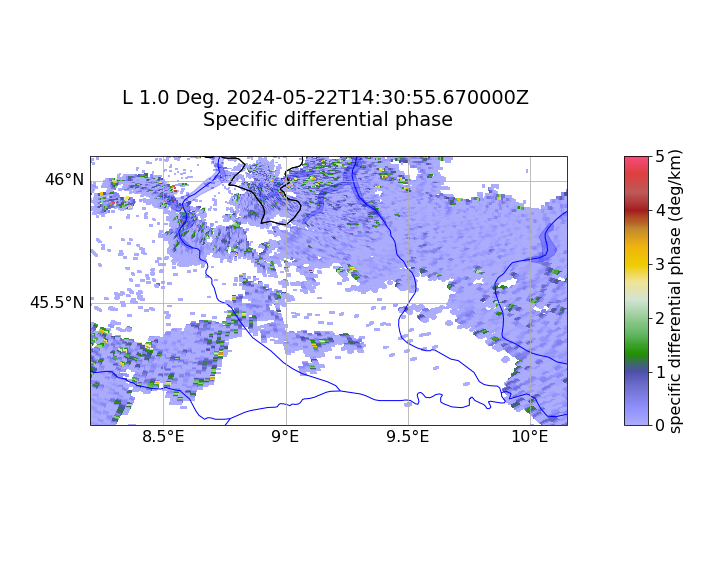 L 1.0 Deg. 2024-05-22T14:30:55.670000Z
Specific differential phase
46°N
45.5°N
8.5°E
9°E
9.5°E
10°E
5
4
3
2
1
0
specific differential phase (deg/km)